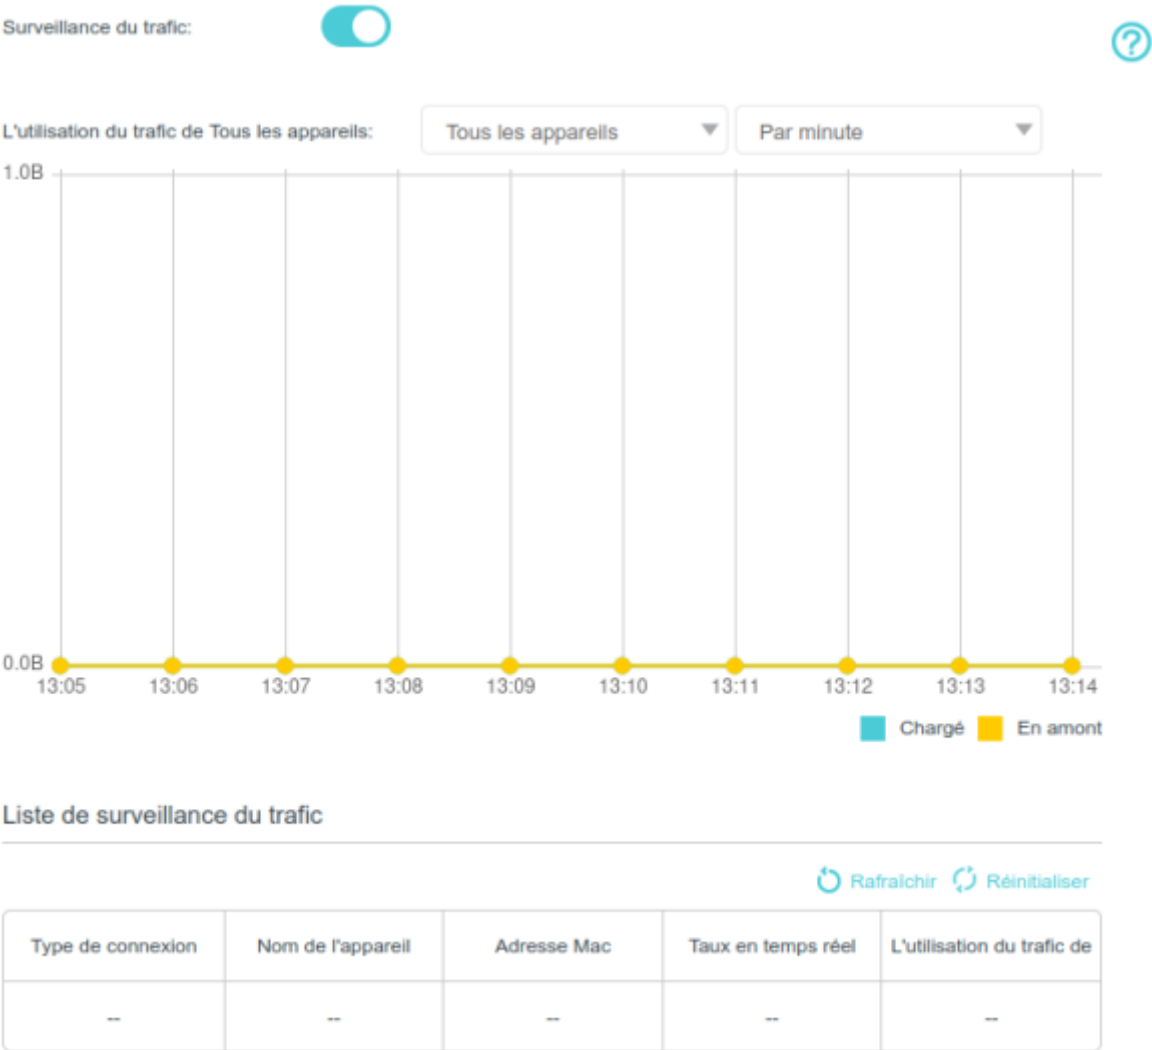 Surveillance du trafic:
L'utilisation du trafic de Tous les appareils: Tous les appareils Par minute
1.0B
0.0B
13:05 13:06 13:07 13:08 13:09 13:10 13:11 13:12 13:13 13:14
Chargé En amont
Liste de surveillance du trafic
Rafraîchir Réinitialiser
Type de connexion Nom de l'appareil Adresse Mac Taux en temps réel L'utilisation du trafic de
-- -- -- -- --